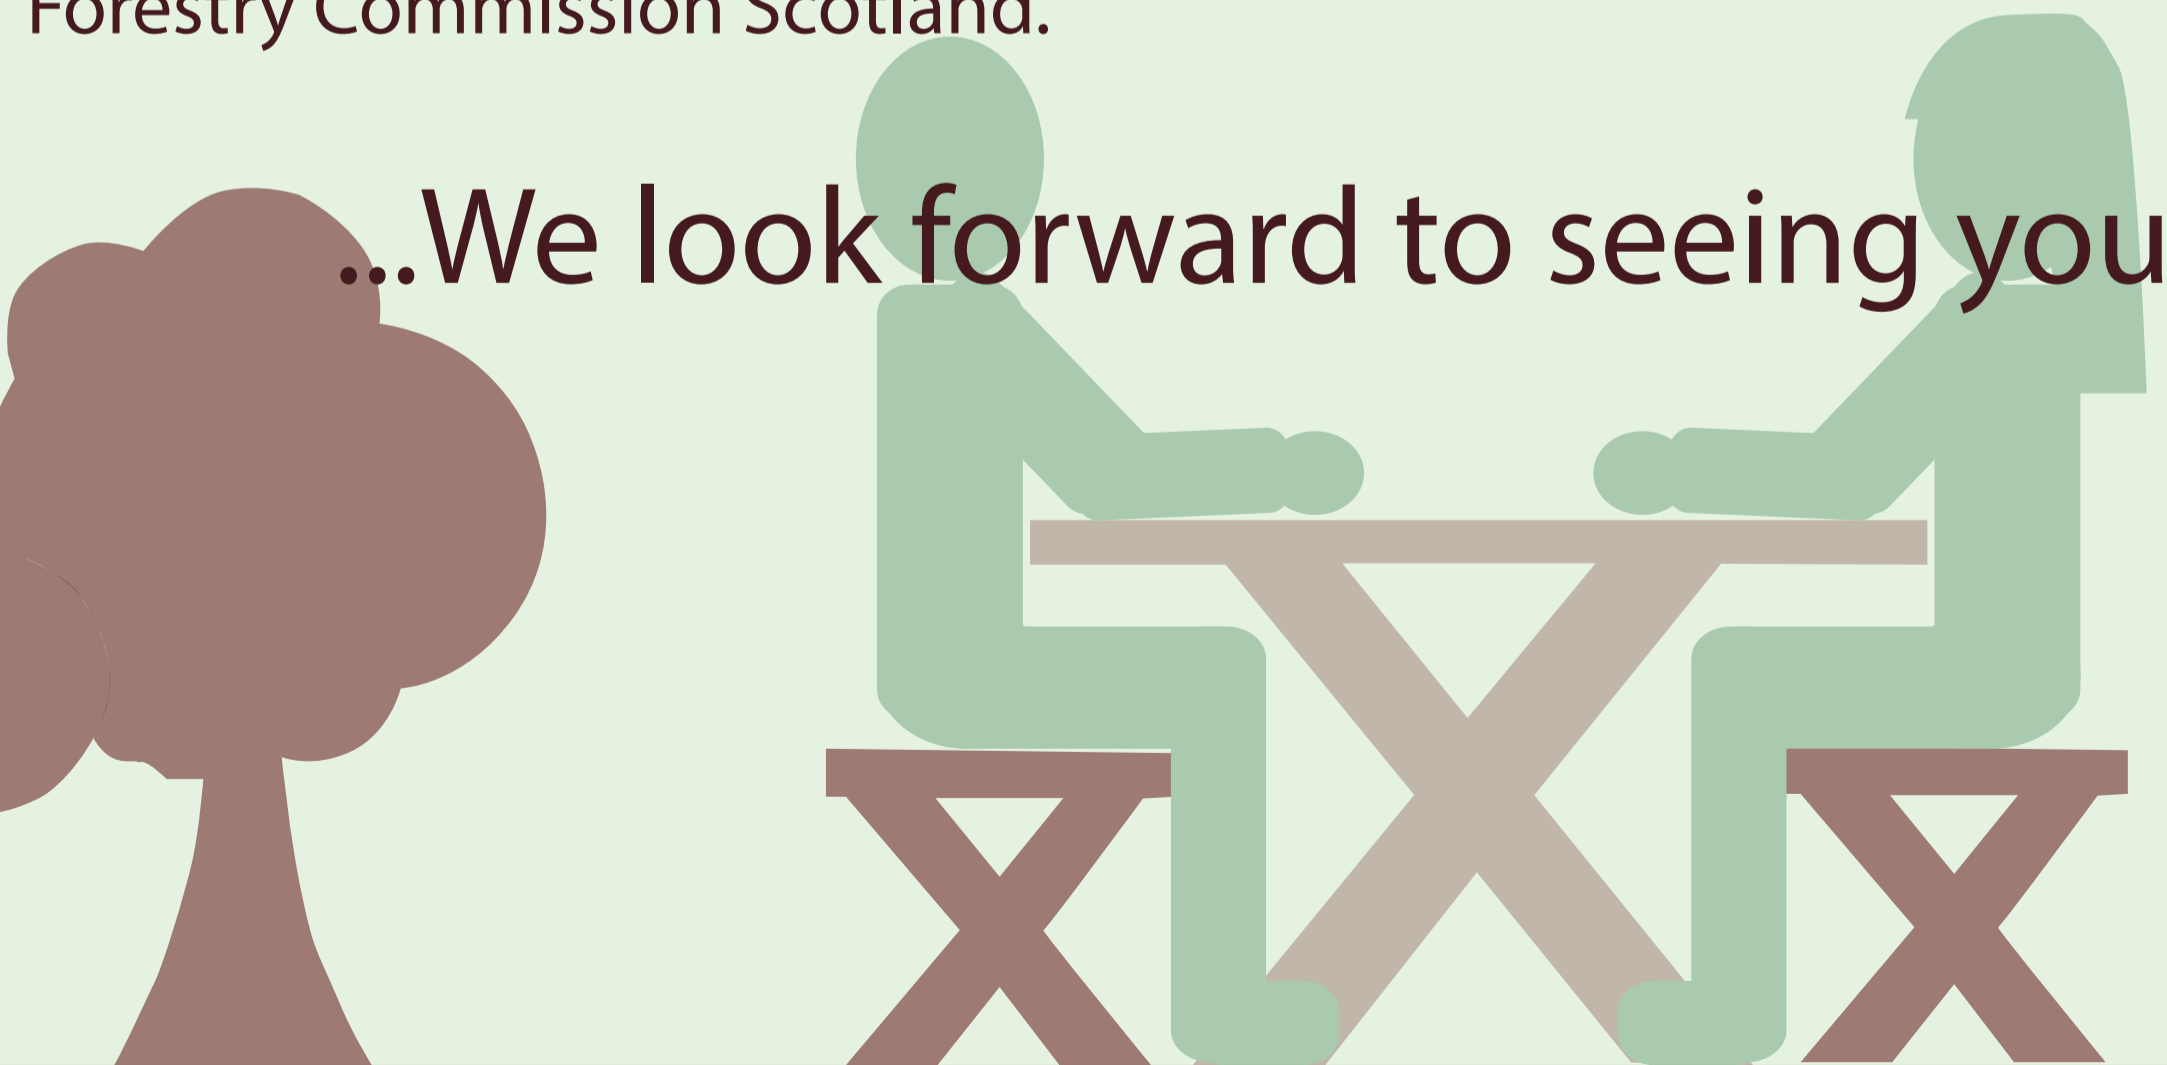 Forestry Commission Scotland.
...We look forward to seeing you